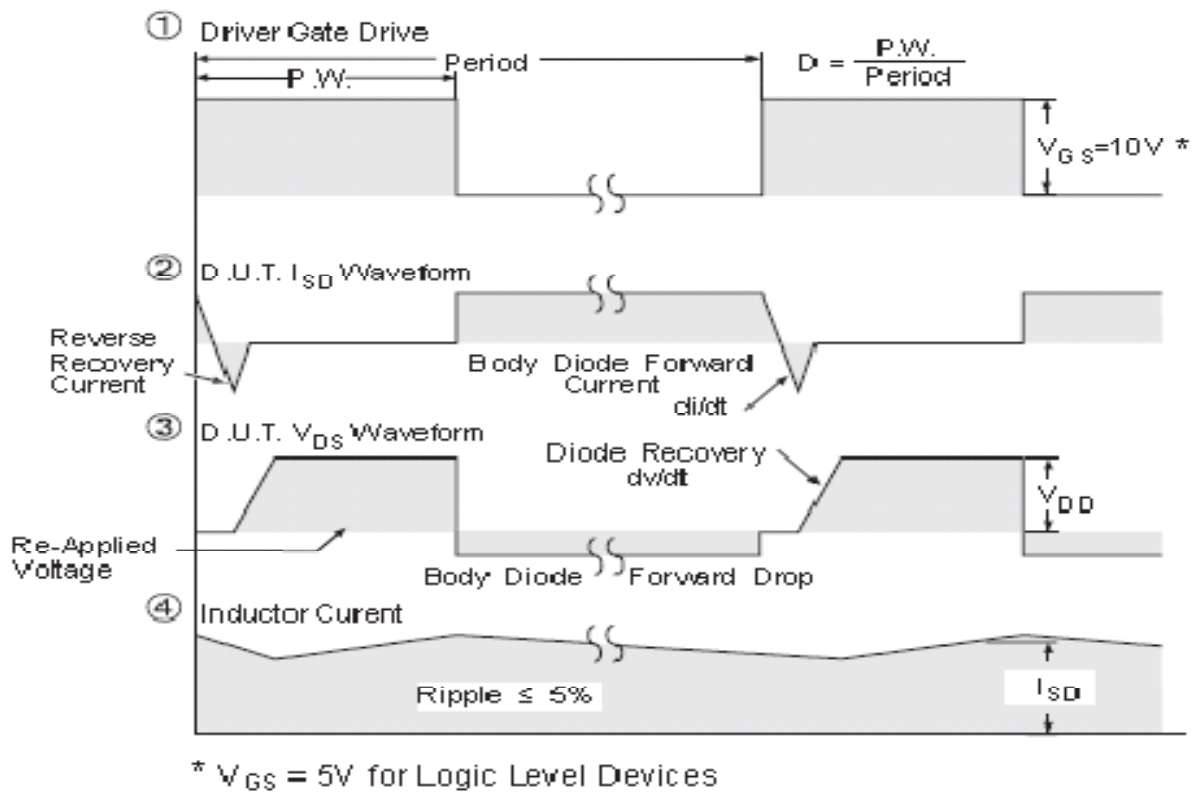 ① Driver Gate Drive
P.W.
Period
D = P.W. / Period
V_GS=10V *
② D.U.T. I_SD Waveform
Reverse
Recovery
Current
Body Diode Forward
Current
di/dt
③ D.U.T. V_DS Waveform
Diode Recovery
dv/dt
V_DD
Re-Applied
Voltage
Body Diode Forward Drop
④ Inductor Current
Ripple ≤ 5%
I_SD
* V_GS = 5V for Logic Level Devices